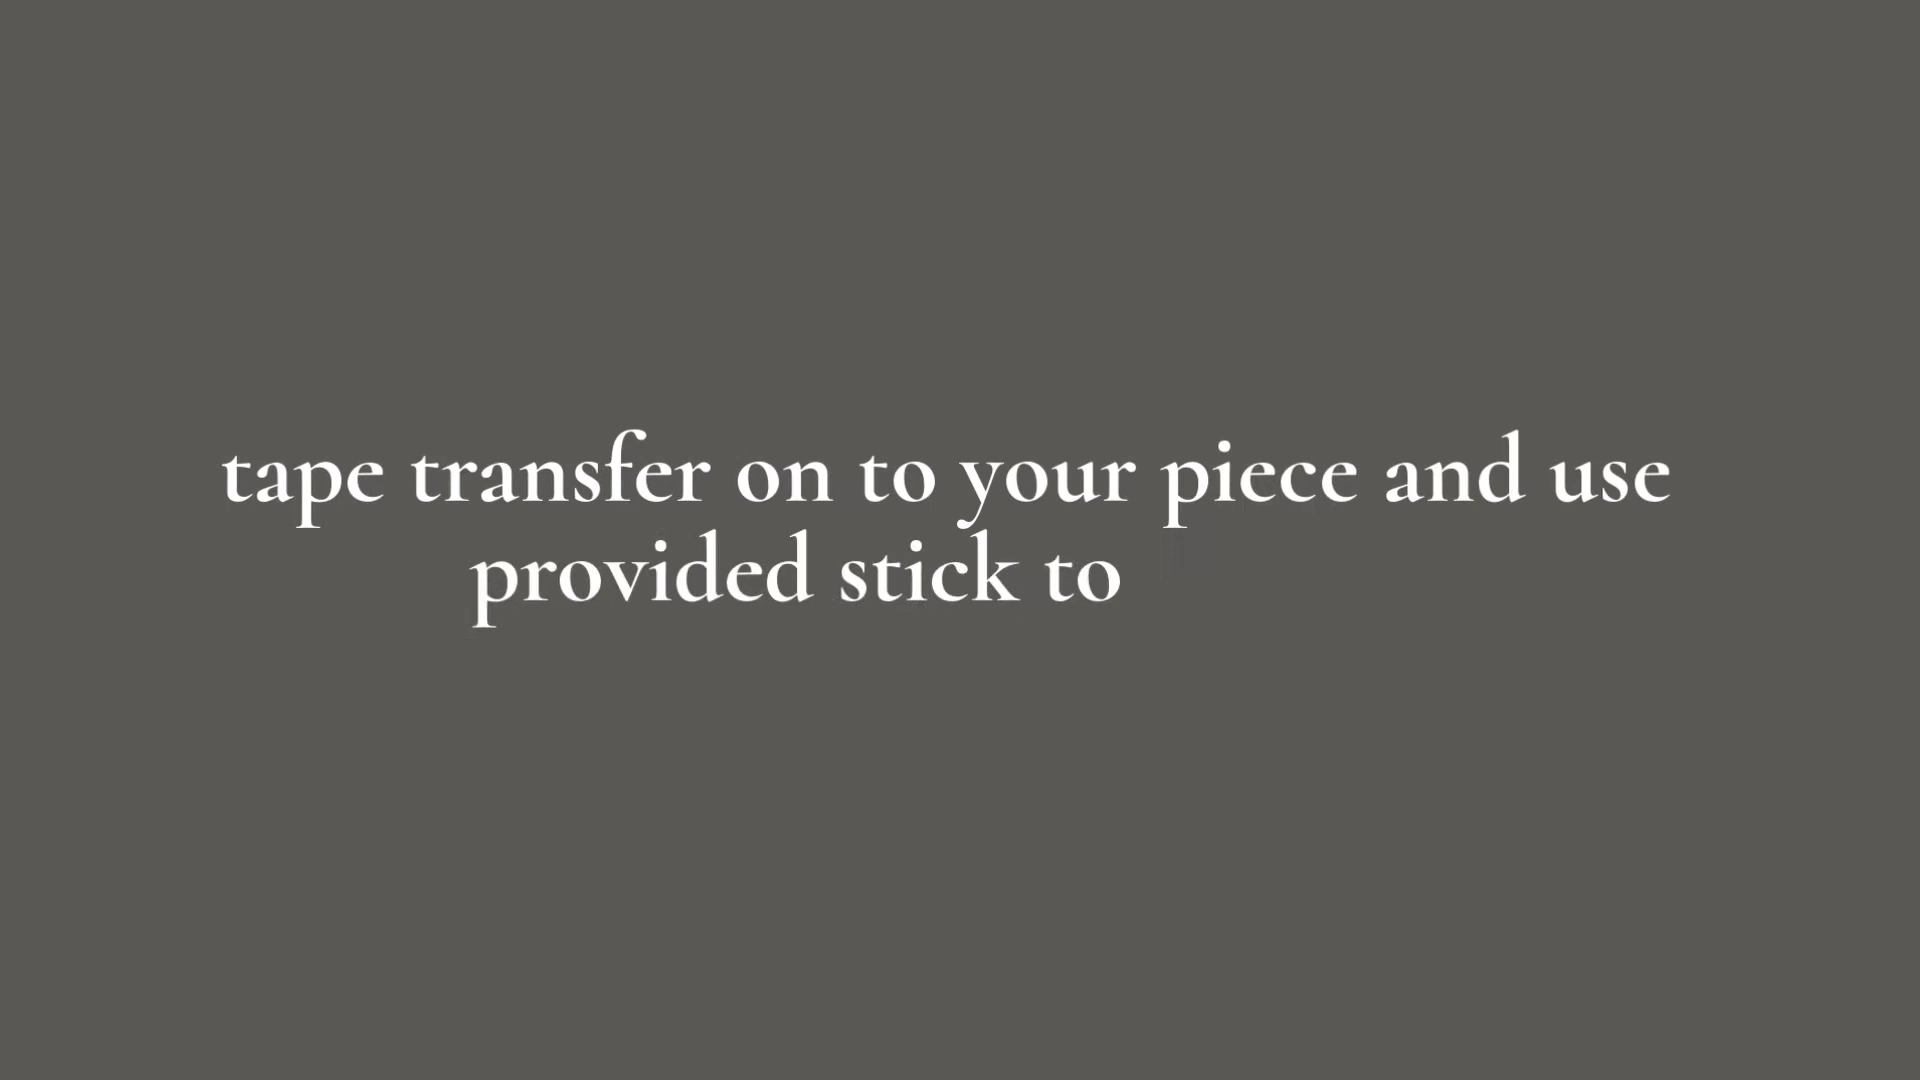 tape transfer on to your piece and use
provided stick to